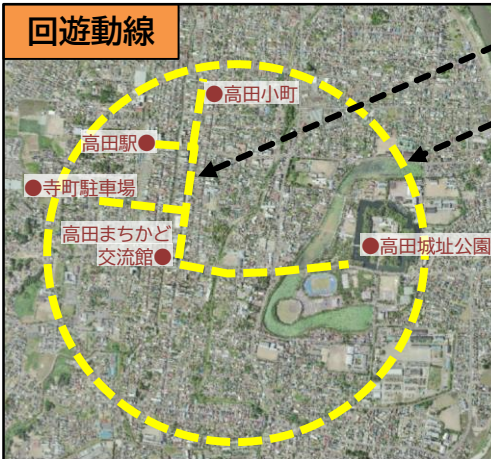 回遊動線
●高田小町
高田駅●
●寺町駐車場
高田まちかど
交流館●
●高田城址公園